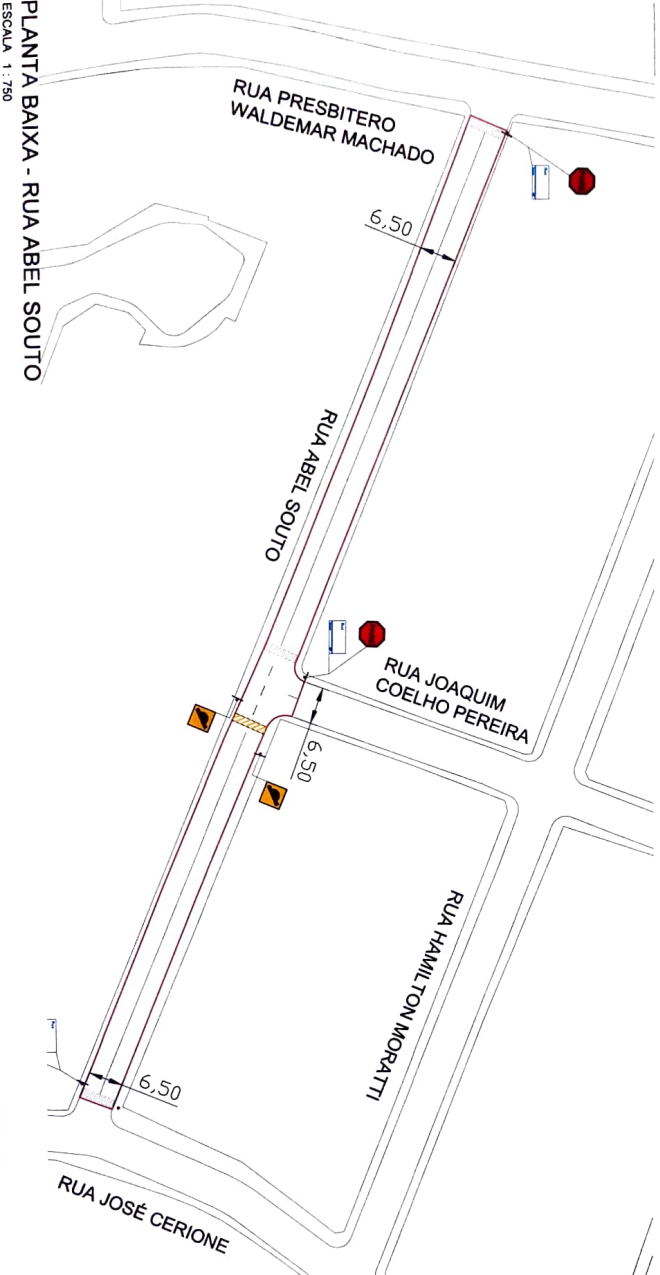 PLANTA BAIXA - RUA ABEL SOUTO
ESCALA 1:750
RUA PRESBITERO
WALDEMAR MACHADO
6,50
RUA ABEL SOUTO
RUA JOAQUIM
COELHO PEREIRA
6,50
RUA HAMILTON MORATTI
6,50
RUA JOSÉ CERIONE